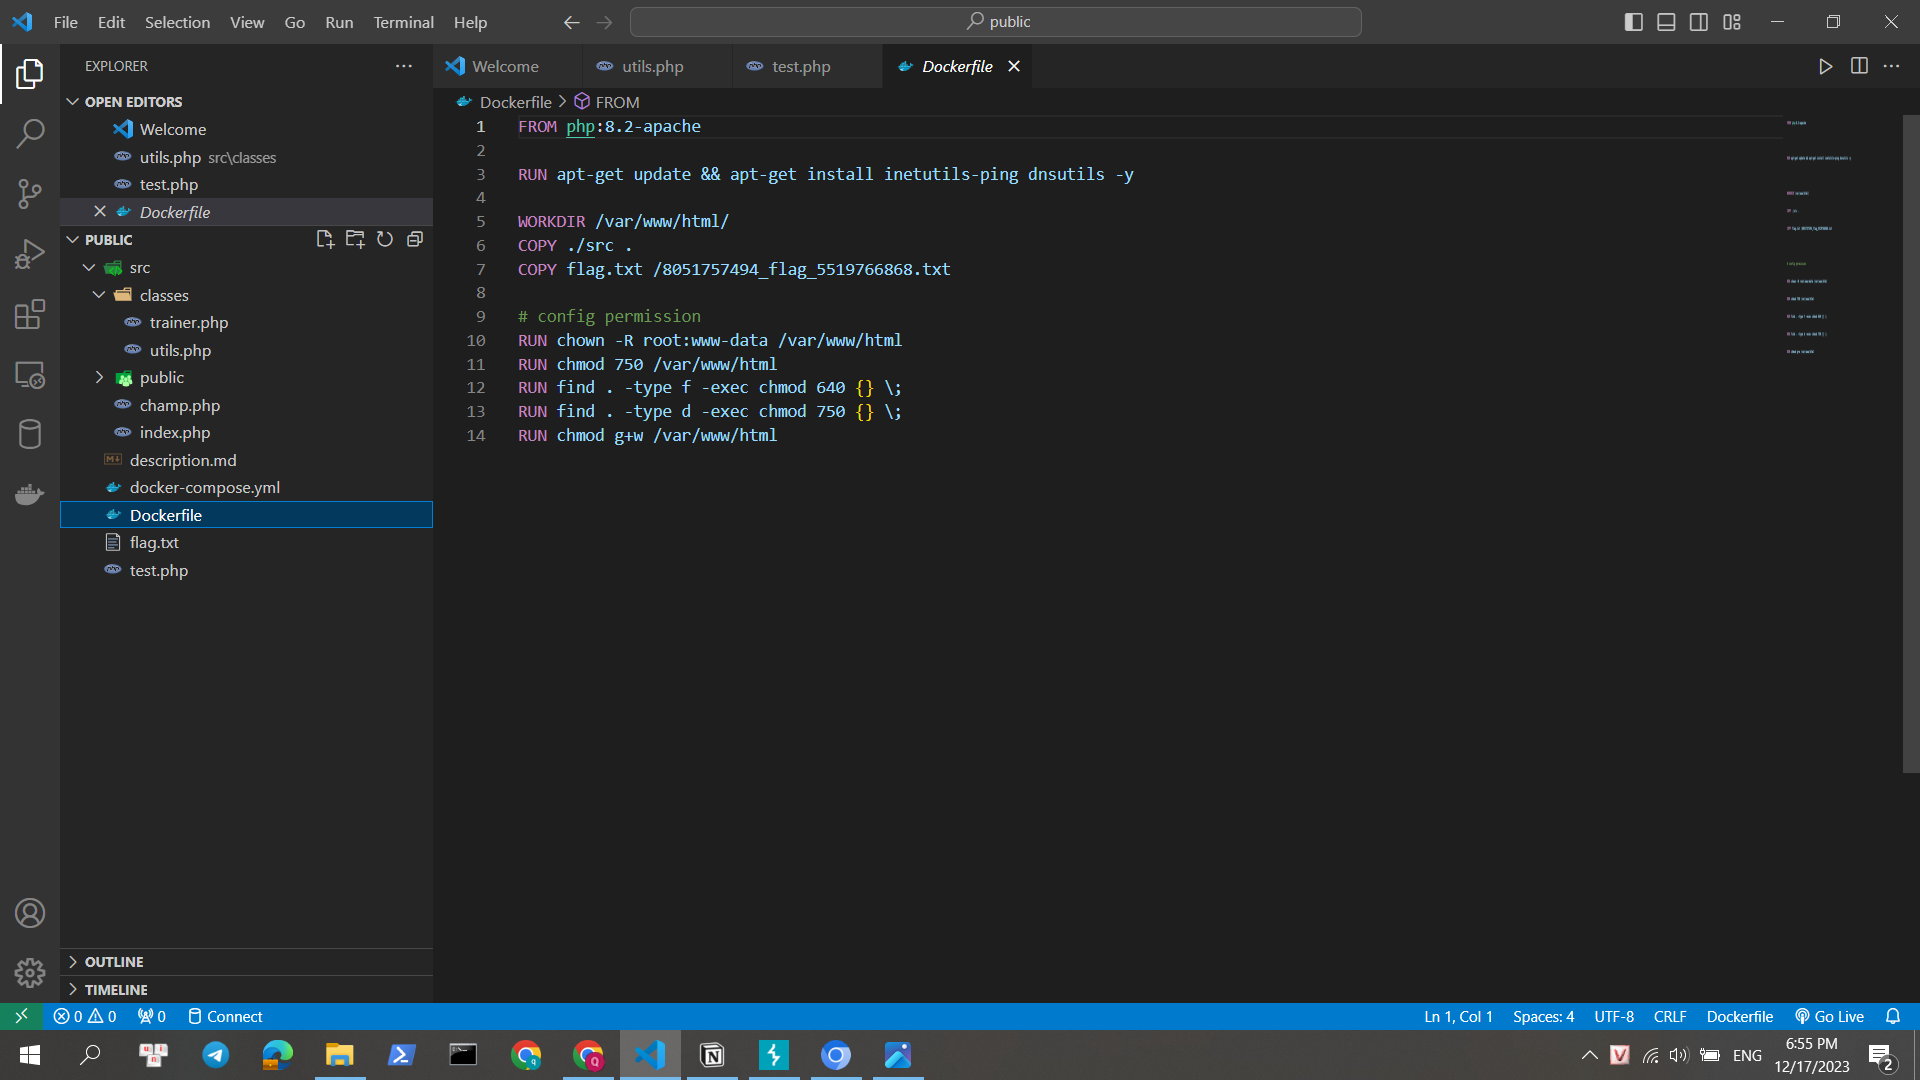 File Edit Selection View Go Run Terminal Help
public
EXPLORER
OPEN EDITORS
Welcome
utils.php src\classes
test.php
Dockerfile
PUBLIC
src
classes
trainer.php
utils.php
public
champ.php
index.php
description.md
docker-compose.yml
Dockerfile
flag.txt
test.php
OUTLINE
TIMELINE
Welcome utils.php test.php Dockerfile
Dockerfile > FROM
1 FROM php:8.2-apache
2
3 RUN apt-get update && apt-get install inetutils-ping dnsutils -y
4
5 WORKDIR /var/www/html/
6 COPY ./src .
7 COPY flag.txt /8051757494_flag_5519766868.txt
8
9 # config permission
10 RUN chown -R root:www-data /var/www/html
11 RUN chmod 750 /var/www/html
12 RUN find . -type f -exec chmod 640 {} \;
13 RUN find . -type d -exec chmod 750 {} \;
14 RUN chmod g+w /var/www/html
0 0 0 Connect
Ln 1, Col 1 Spaces: 4 UTF-8 CRLF Dockerfile Go Live
ENG
6:55 PM
12/17/2023
2